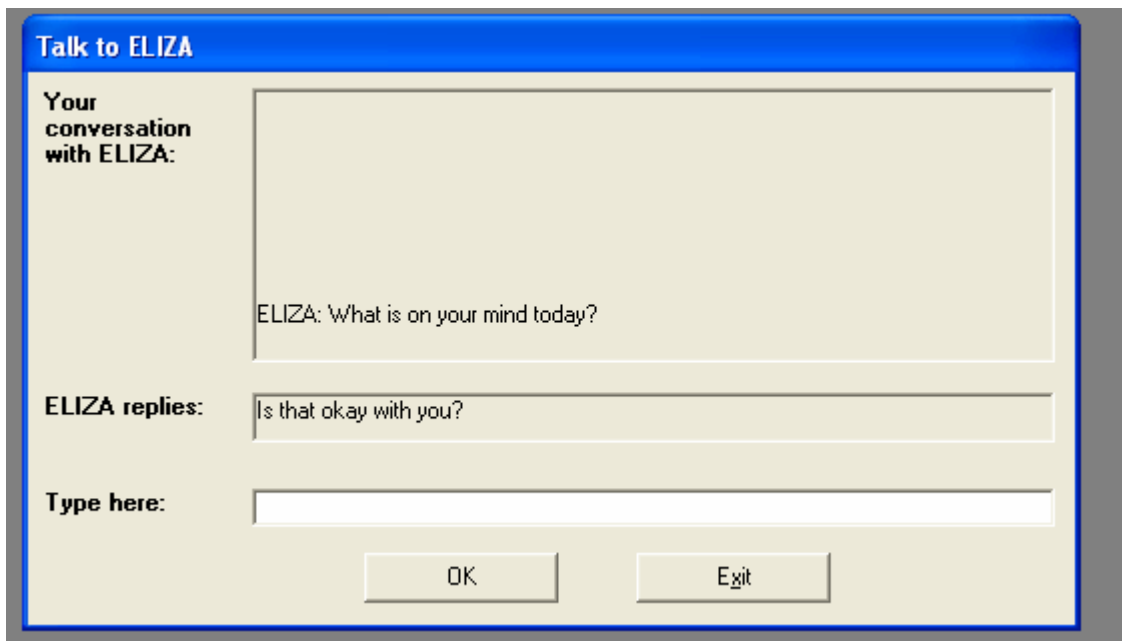 Talk to ELIZA
Your
conversation
with ELIZA:
ELIZA: What is on your mind today?
ELIZA replies:
Is that okay with you?
Type here:
OK
Exit